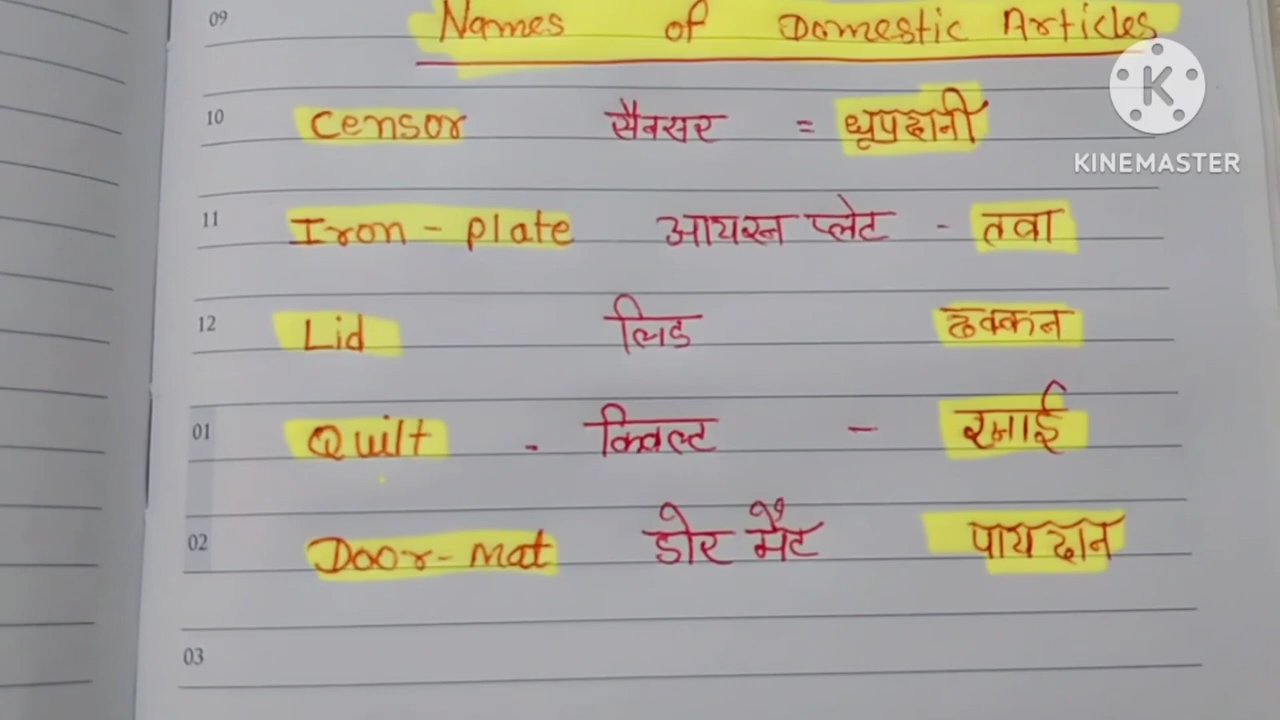 09 Names of Domestic Articles
KINEMASTER
10 Censor सैनसर = धूपदानी
11 Iron - plate आयरन प्लेट - तवा
12 Lid लिड ढक्कन
01 Quilt - क्विल्ट - रजाई
02 Door-mat डोर मैट पायदान
03